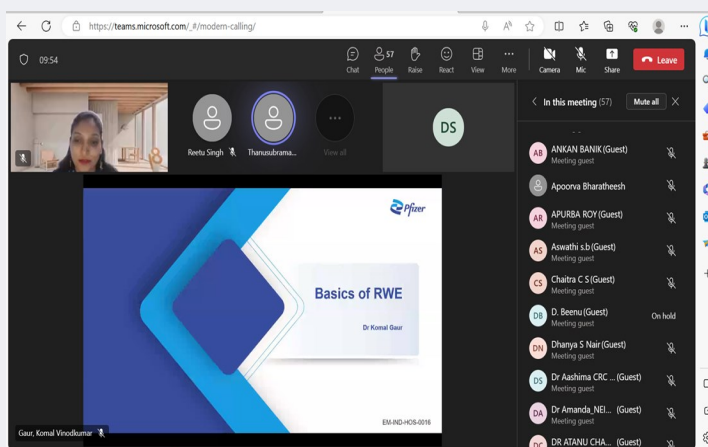 https://teams.microsoft.com/_#/modern-calling/
09:54
Chat
57
People
Raise
React
View
More
Camera
Mic
Share
Leave
Reetu Singh
Thanusubrama...
View all
DS
Pfizer
Basics of RWE
Dr Komal Gaur
EM-IND-HOS-0016
Gaur, Komal Vinodkumar
In this meeting (57)
Mute all
AB
ANKAN BANIK (Guest)
Meeting guest
Apoorva Bharatheesh
AR
APURBA ROY (Guest)
Meeting guest
AS
Aswathi s.b (Guest)
Meeting guest
CS
Chaitra C S (Guest)
Meeting guest
DB
D. Beenu (Guest)
Meeting guest
On hold
DN
Dhanya S Nair (Guest)
Meeting guest
DS
Dr Aashima CRC ... (Guest)
Meeting guest
DA
Dr Amanda_NEI... (Guest)
Meeting guest
DC
DR ATANU CHA... (Guest)